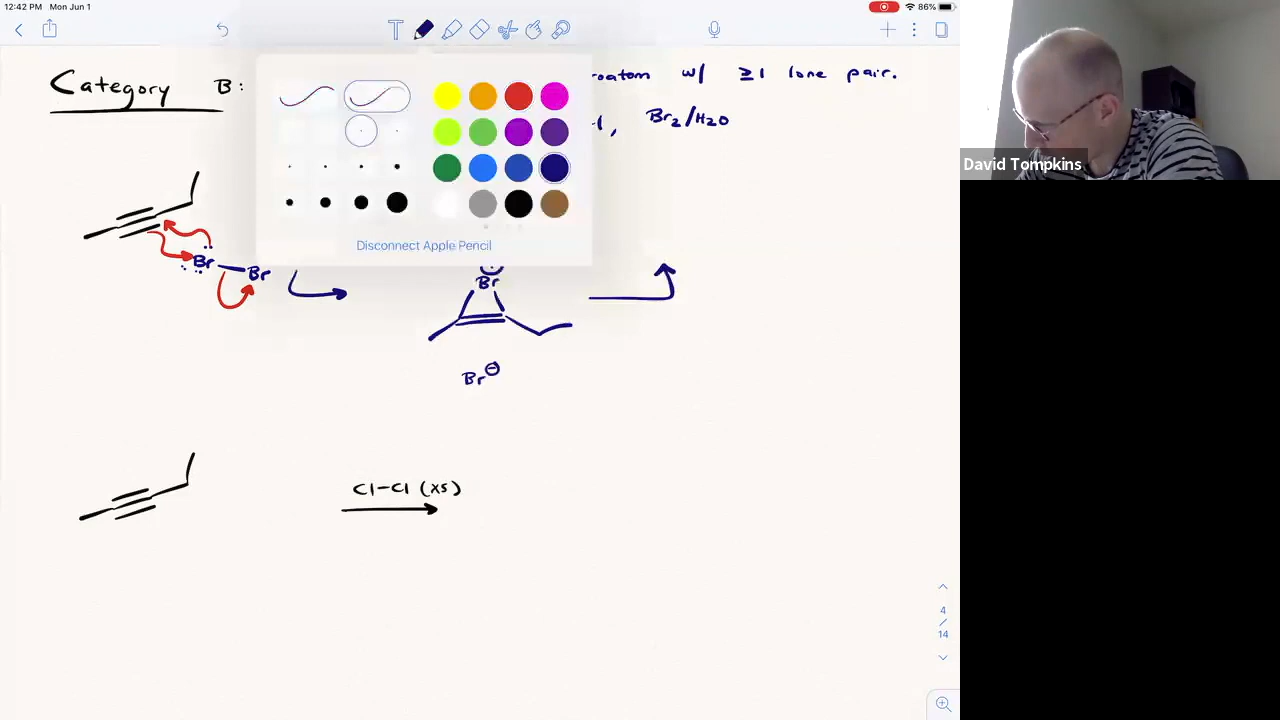 12:42 PM Mon Jun 1
86%
T
Category B: w/ ≥1 lone pair.
Br₂/H₂O
David Tompkins
Disconnect Apple Pencil
Br—Br
Br
Br⊖
Cl-Cl (xs)
4
/
14